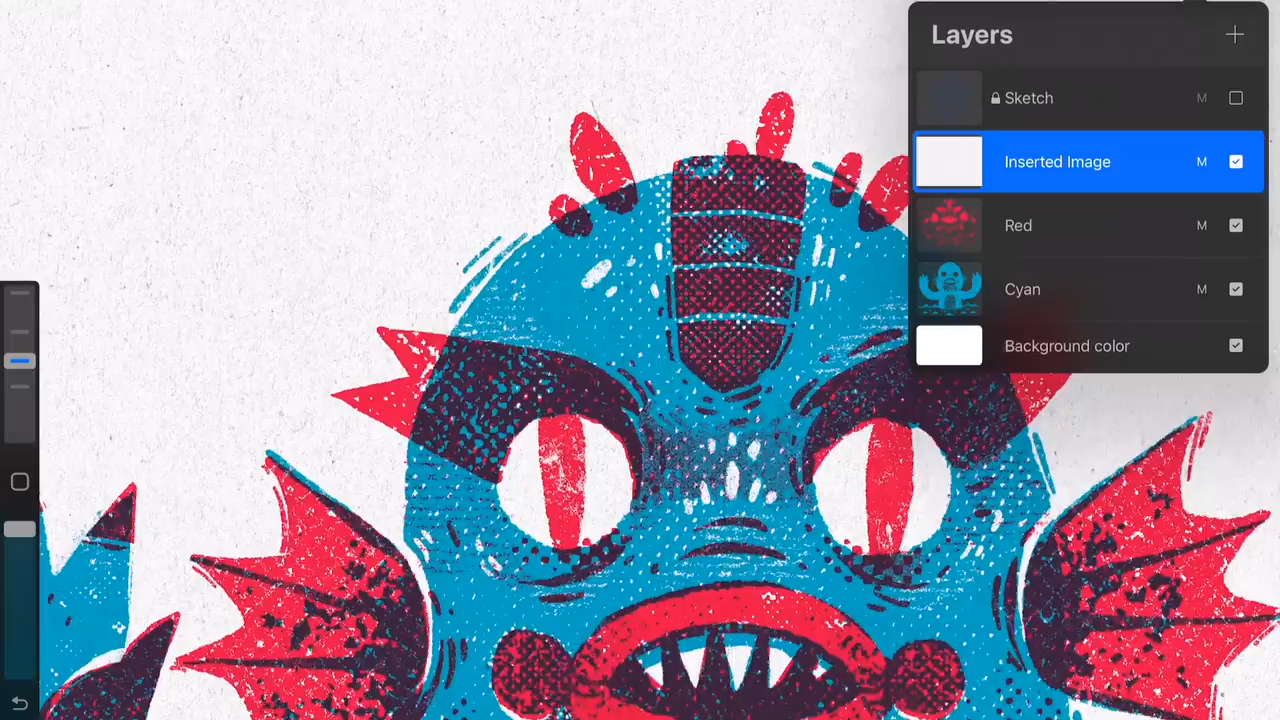 Layers
Sketch M
Inserted Image M
Red M
Cyan M
Background color